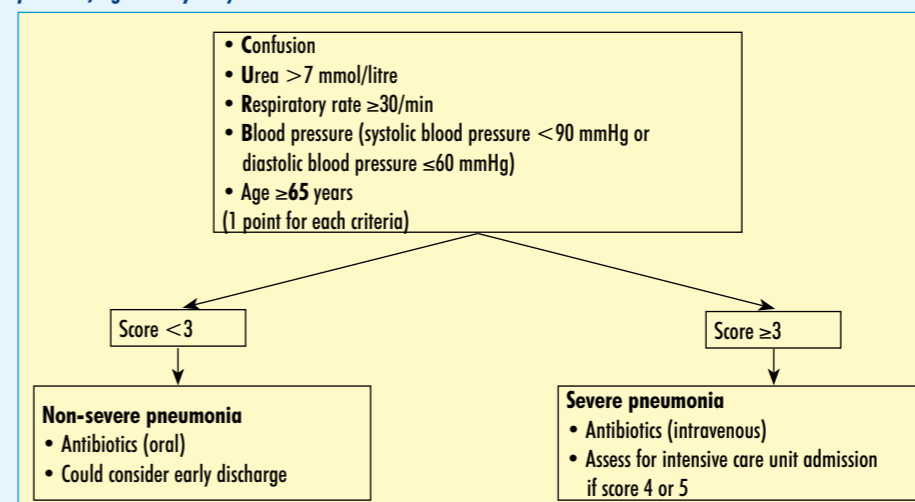 • Confusion
• Urea >7 mmol/litre
• Respiratory rate ≥30/min
• Blood pressure (systolic blood pressure <90 mmHg or
diastolic blood pressure ≤60 mmHg)
• Age ≥65 years
(1 point for each criteria)
Score <3
Score ≥3
Non-severe pneumonia
• Antibiotics (oral)
• Could consider early discharge
Severe pneumonia
• Antibiotics (intravenous)
• Assess for intensive care unit admission
if score 4 or 5